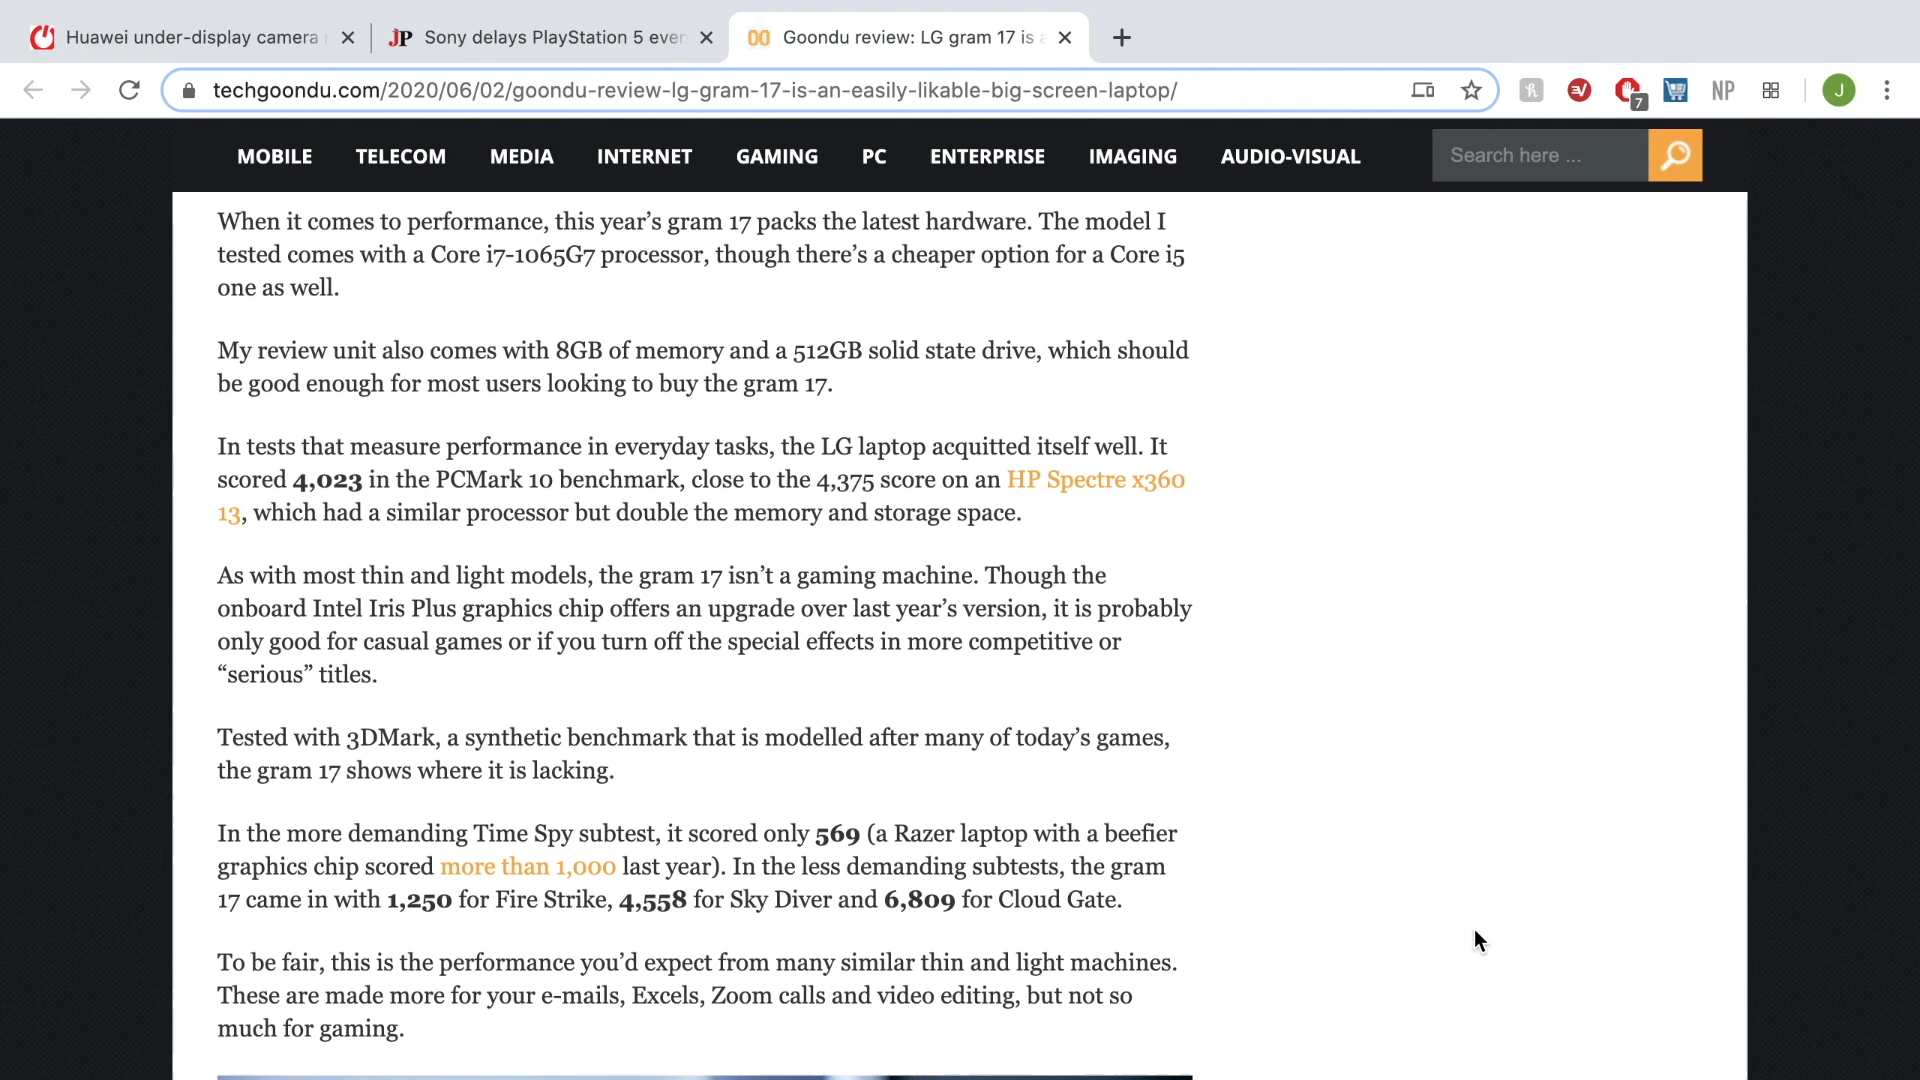 Huawei under-display camera
Sony delays PlayStation 5 even
Goondu review: LG gram 17 is a
techgoondu.com/2020/06/02/goondu-review-lg-gram-17-is-an-easily-likable-big-screen-laptop/
7
NP
J
MOBILE TELECOM MEDIA INTERNET GAMING PC ENTERPRISE IMAGING AUDIO-VISUAL
Search here ...
When it comes to performance, this year’s gram 17 packs the latest hardware. The model I
tested comes with a Core i7-1065G7 processor, though there’s a cheaper option for a Core i5
one as well.
My review unit also comes with 8GB of memory and a 512GB solid state drive, which should
be good enough for most users looking to buy the gram 17.
In tests that measure performance in everyday tasks, the LG laptop acquitted itself well. It
scored 4,023 in the PCMark 10 benchmark, close to the 4,375 score on an HP Spectre x360
13, which had a similar processor but double the memory and storage space.
As with most thin and light models, the gram 17 isn’t a gaming machine. Though the
onboard Intel Iris Plus graphics chip offers an upgrade over last year’s version, it is probably
only good for casual games or if you turn off the special effects in more competitive or
“serious” titles.
Tested with 3DMark, a synthetic benchmark that is modelled after many of today’s games,
the gram 17 shows where it is lacking.
In the more demanding Time Spy subtest, it scored only 569 (a Razer laptop with a beefier
graphics chip scored more than 1,000 last year). In the less demanding subtests, the gram
17 came in with 1,250 for Fire Strike, 4,558 for Sky Diver and 6,809 for Cloud Gate.
To be fair, this is the performance you’d expect from many similar thin and light machines.
These are made more for your e-mails, Excels, Zoom calls and video editing, but not so
much for gaming.